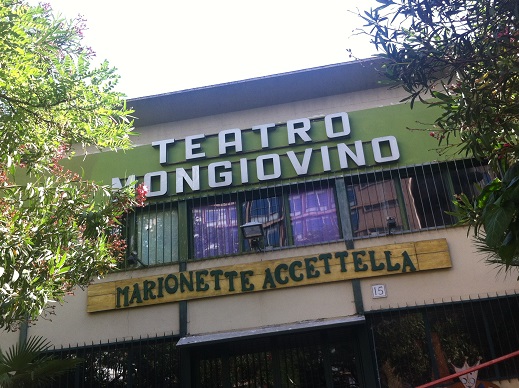 TEATRO
MONGIOVINO
MARIONETTE ACCETTELLA
15